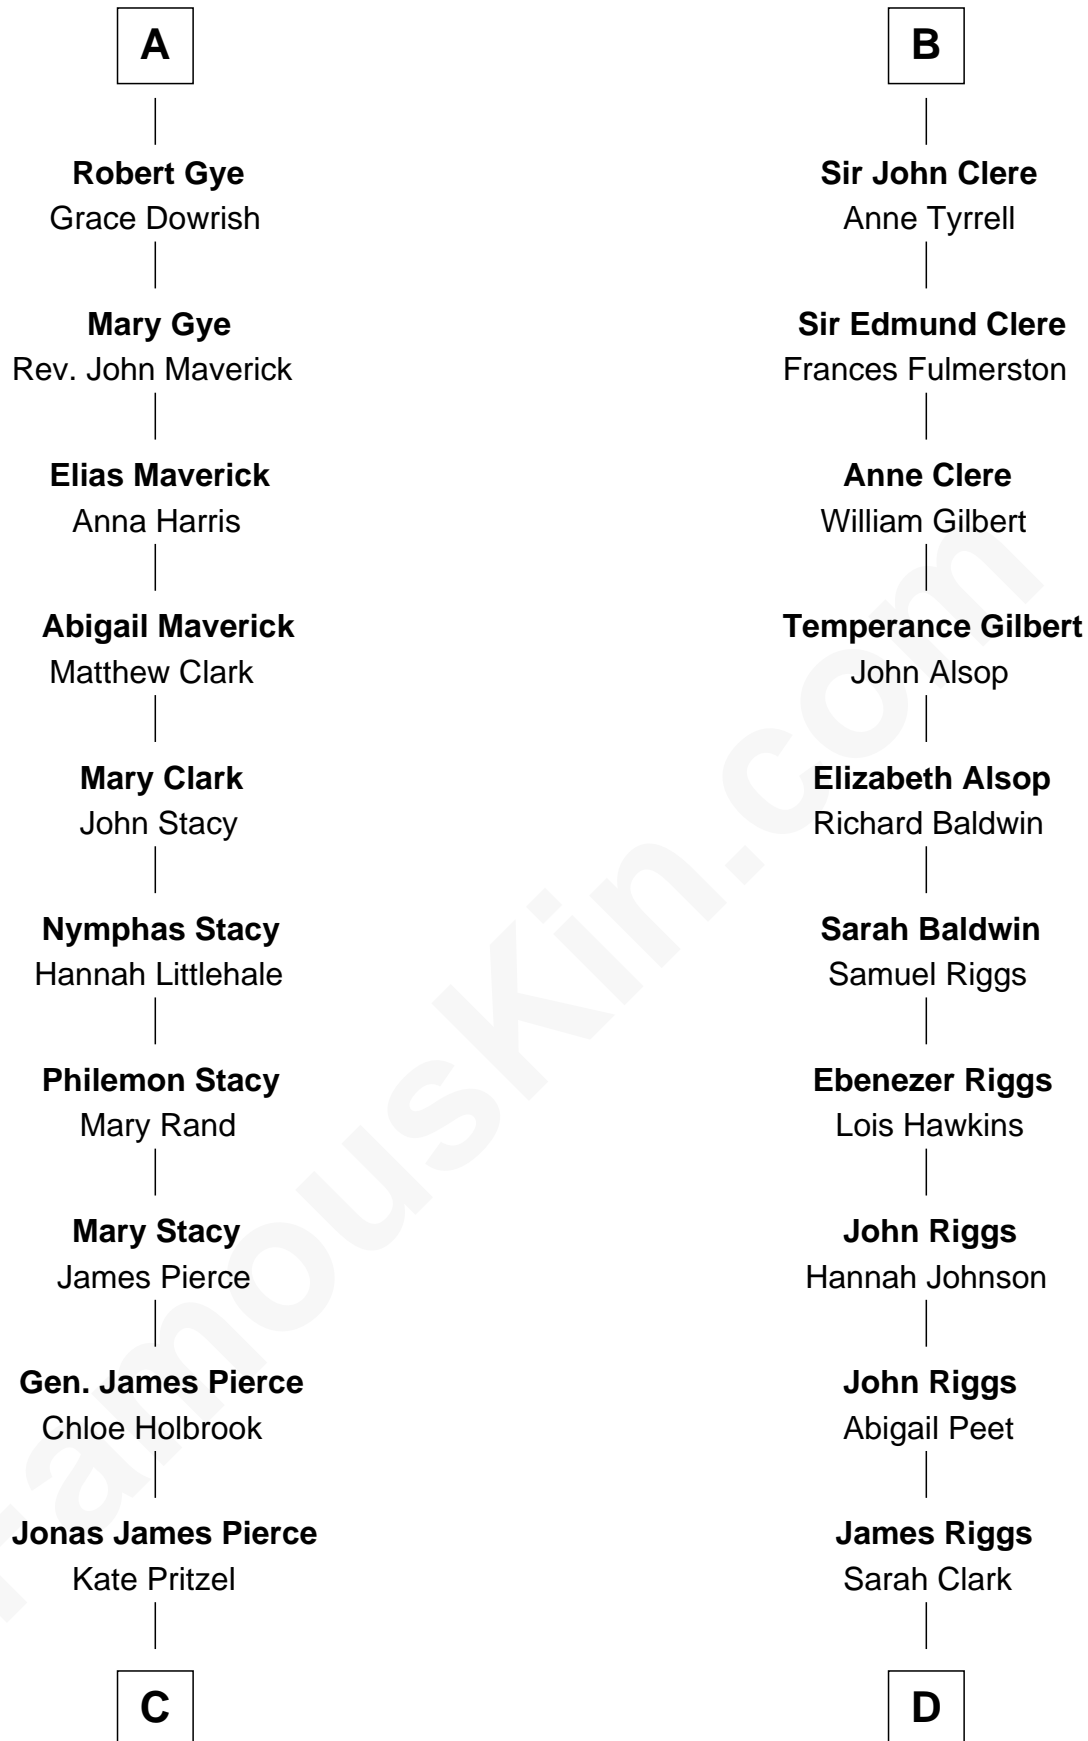 A
Robert Gye
Grace Dowrish
Mary Gye
Rev. John Maverick
Elias Maverick
Anna Harris
Abigail Maverick
Matthew Clark
Mary Clark
John Stacy
Nymphas Stacy
Hannah Littlehale
Philemon Stacy
Mary Rand
Mary Stacy
James Pierce
Gen. James Pierce
Chloe Holbrook
Jonas James Pierce
Kate Pritzel
C
B
Sir John Clere
Anne Tyrrell
Sir Edmund Clere
Frances Fulmerston
Anne Clere
William Gilbert
Temperance Gilbert
John Alsop
Elizabeth Alsop
Richard Baldwin
Sarah Baldwin
Samuel Riggs
Ebenezer Riggs
Lois Hawkins
John Riggs
Hannah Johnson
John Riggs
Abigail Peet
James Riggs
Sarah Clark
D
FamousKin.com